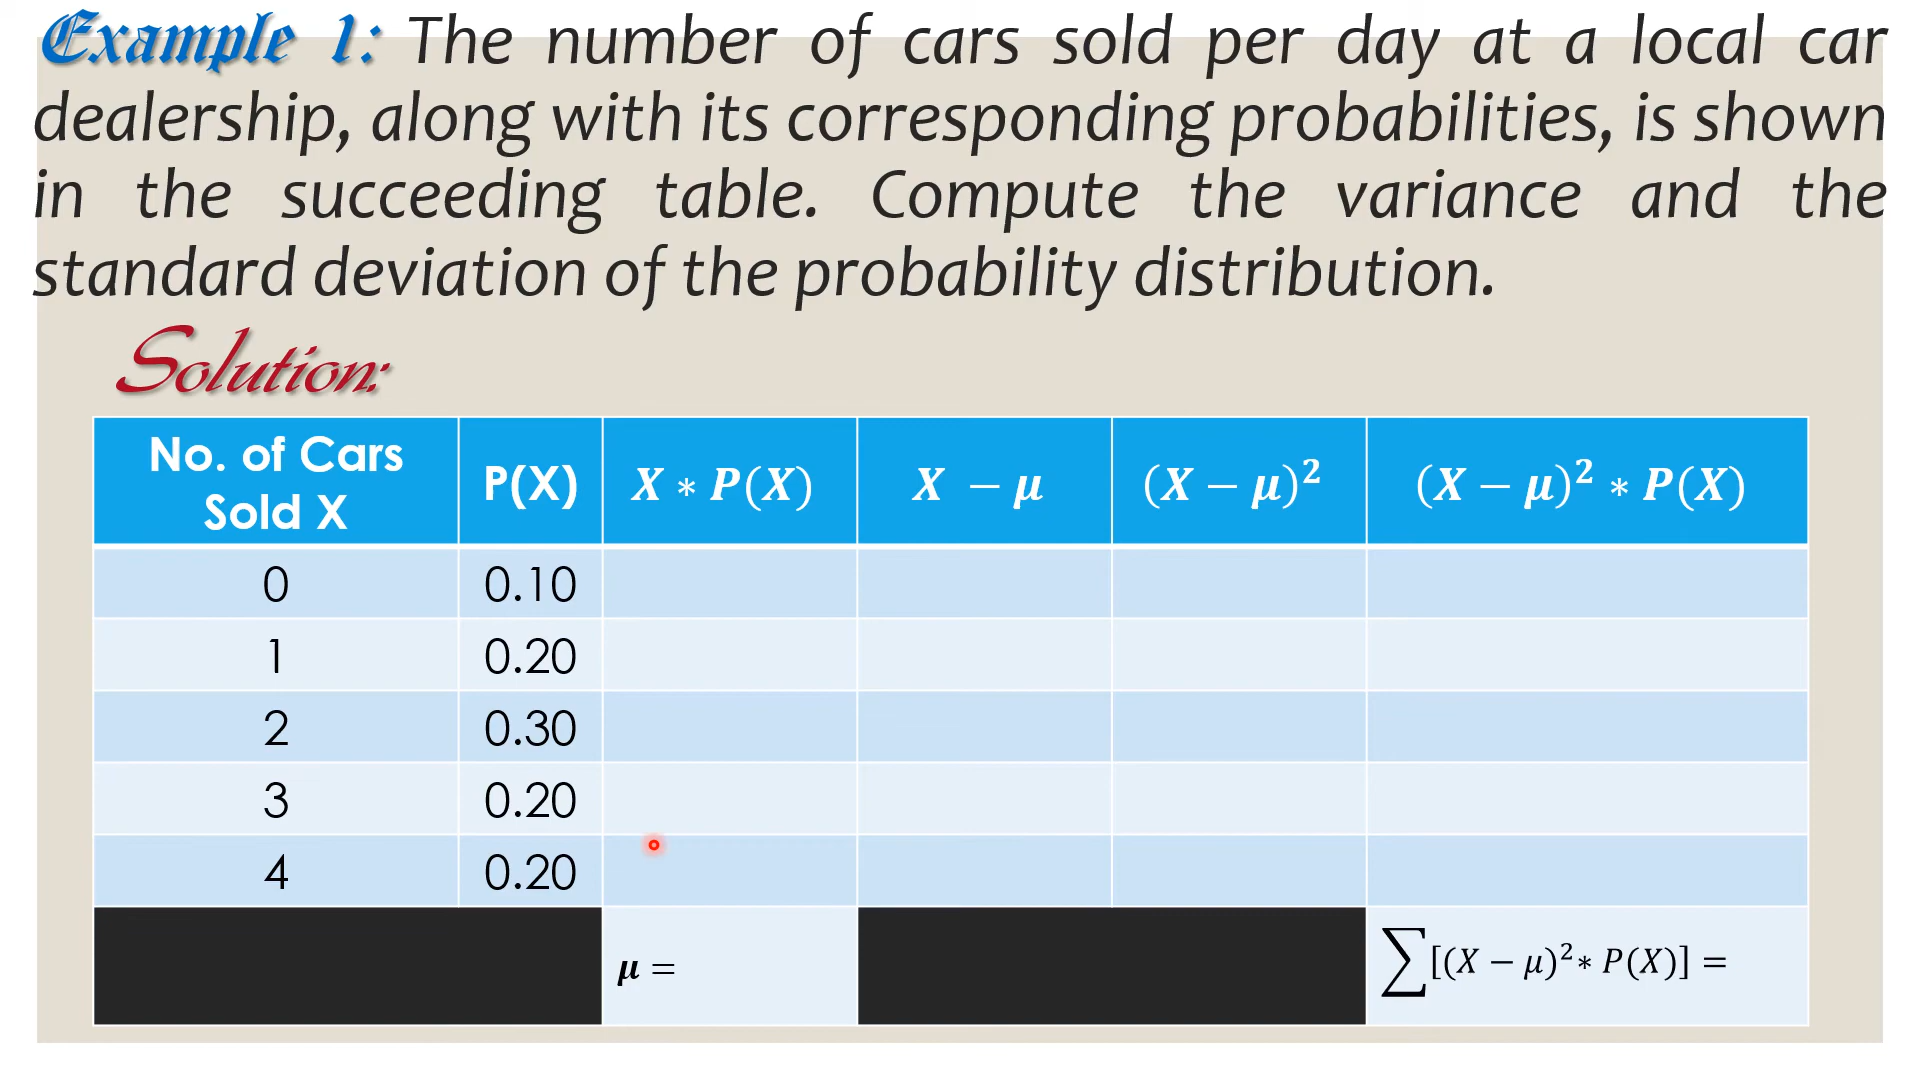 Example 1: The number of cars sold per day at a local car
dealership, along with its corresponding probabilities, is shown
in the succeeding table. Compute the variance and the
standard deviation of the probability distribution.
Solution:
No. of Cars Sold X P(X) X ∗ P(X) X − μ (X − μ)² (X − μ)² ∗ P(X)
0 0.10
1 0.20
2 0.30
3 0.20
4 0.20
μ = ∑[(X − μ)² ∗ P(X)] =